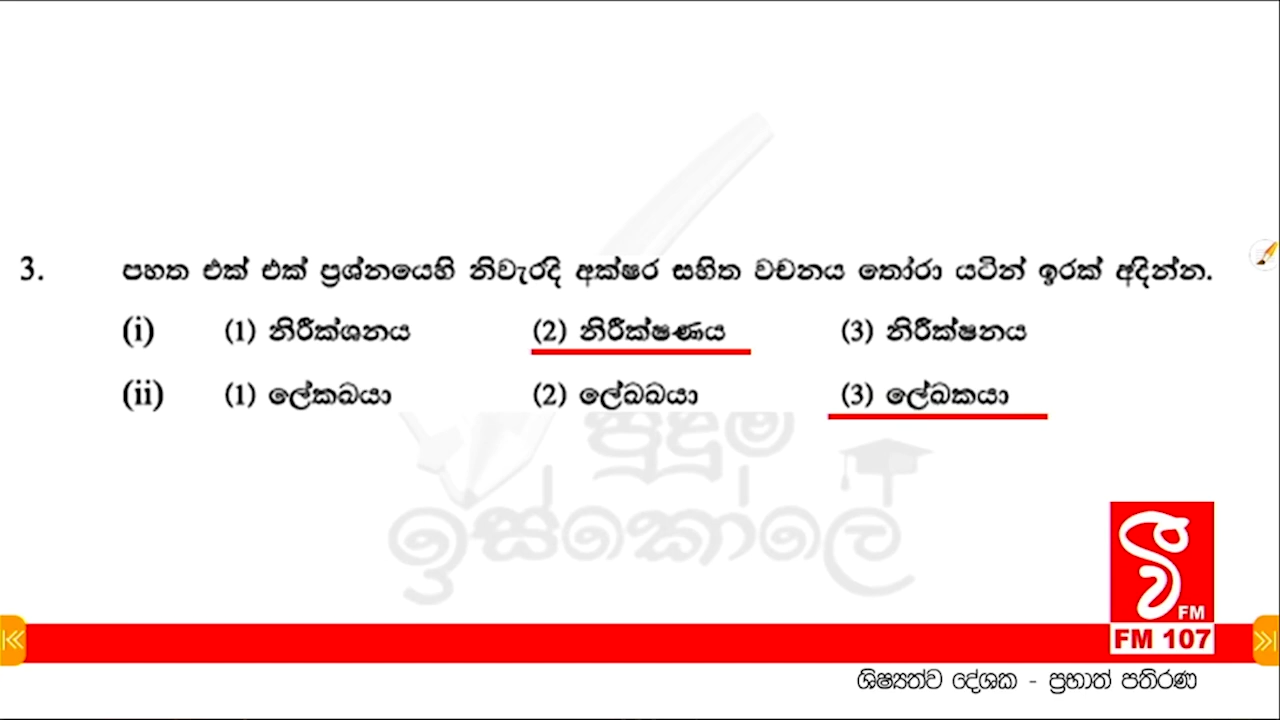 3. පහත එක් එක් ප්‍රශ්නයෙහි නිවැරදි අක්ෂර සහිත වචනය තෝරා යටින් ඉරක් අදින්න.
(i) (1) නිරීක්ශනය (2) නිරීක්ෂණය (3) නිරීක්ෂනය
(ii) (1) ලේකඛයා (2) ලේඛඛයා (3) ලේඛකයා
පුදුම
ඉස්කෝලේ
වී
FM
FM 107
ශිෂ්‍යත්ව දේශක - ප්‍රභාත් පතිරණ